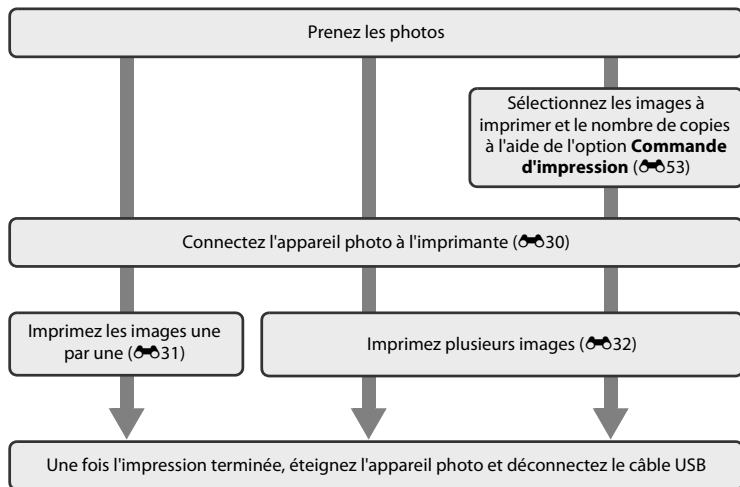 Prenez les photos
Sélectionnez les images à
imprimer et le nombre de copies
à l'aide de l'option Commande
d'impression (53)
Connectez l'appareil photo à l'imprimante (30)
Imprimez les images une
par une (31)
Imprimez plusieurs images (32)
Une fois l'impression terminée, éteignez l'appareil photo et déconnectez le câble USB